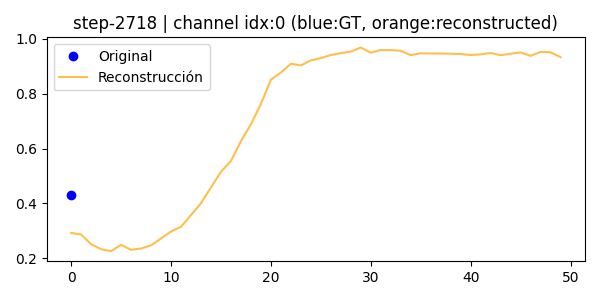 step-2718 | channel idx:0 (blue:GT, orange:reconstructed)
Original
Reconstrucción
1.0
0.8
0.6
0.4
0.2
0 10 20 30 40 50